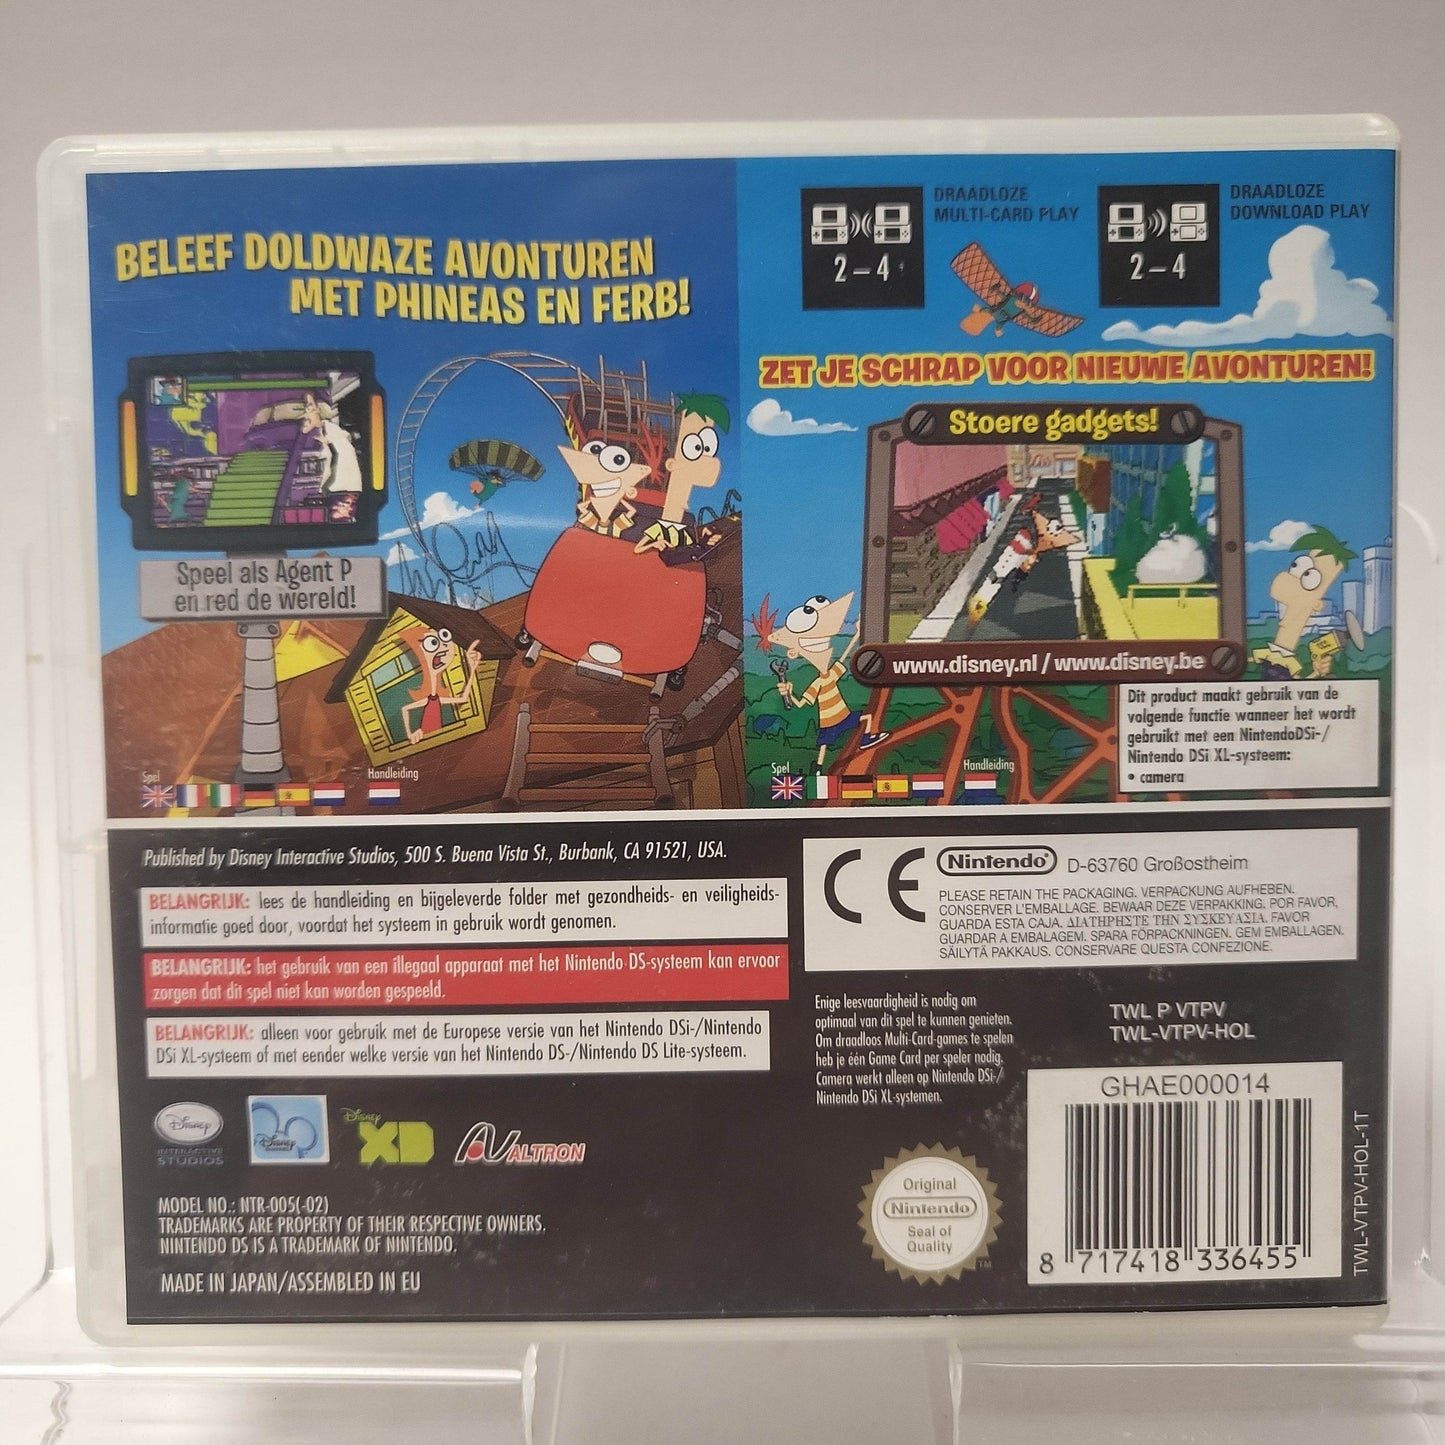 BELEEF DOLDWAZE AVONTUREN
MET PHINEAS EN FERB!
Speel als Agent P
en red de wereld!
Spel
Handleiding
2-4
DRAADLOZE
MULTI-CARD PLAY
2-4
DRAADLOZE
DOWNLOAD PLAY
ZET JE SCHRAP VOOR NIEUWE AVONTUREN!
Stoere gadgets!
www.disney.nl / www.disney.be
Dit product maakt gebruik van de
volgende functie wanneer het wordt
gebruikt met een NintendoDSi-/
Nintendo DSi XL-systeem:
• camera
Spel
Handleiding
Published by Disney Interactive Studios, 500 S. Buena Vista St., Burbank, CA 91521, USA.
BELANGRIJK: lees de handleiding en bijgeleverde folder met gezondheids- en veiligheids-
informatie goed door, voordat het systeem in gebruik wordt genomen.
BELANGRIJK: het gebruik van een illegaal apparaat met het Nintendo DS-systeem kan ervoor
zorgen dat dit spel niet kan worden gespeeld.
BELANGRIJK: alleen voor gebruik met de Europese versie van het Nintendo DSi-/Nintendo
DSi XL-systeem of met eender welke versie van het Nintendo DS-/Nintendo DS Lite-systeem.
Disney
INTERACTIVE
STUDIOS
Disney
CHANNEL
Disney
XD
ALTRON
MODEL NO.: NTR-005(-02)
TRADEMARKS ARE PROPERTY OF THEIR RESPECTIVE OWNERS.
NINTENDO DS IS A TRADEMARK OF NINTENDO.
MADE IN JAPAN/ASSEMBLED IN EU
CE
Nintendo® D-63760 Großostheim
PLEASE RETAIN THE PACKAGING. VERPACKUNG AUFHEBEN.
CONSERVER L'EMBALLAGE. BEWAAR DEZE VERPAKKING. POR FAVOR,
GUARDA ESTA CAJA. ΔΙΑΤΗΡΗΣΤΕ ΤΗΝ ΣΥΣΚΕΥΑΣΙΑ. FAVOR
GUARDAR A EMBALAGEM. SPARA FÖRPACKNINGEN. GEM EMBALLAGEN.
SÄILYTÄ PAKKAUS. CONSERVARE QUESTA CONFEZIONE.
Enige leesvaardigheid is nodig om
optimaal van dit spel te kunnen genieten.
Om draadloos Multi-Card-games te spelen
heb je één Game Card per speler nodig.
Camera werkt alleen op Nintendo DSi-/
Nintendo DSi XL-systemen.
TWL P VTPV
TWL-VTPV-HOL
Original
Nintendo
Seal of
Quality
TM
GHAE000014
8 717418 336455
TWL-VTPV-HOL-1T